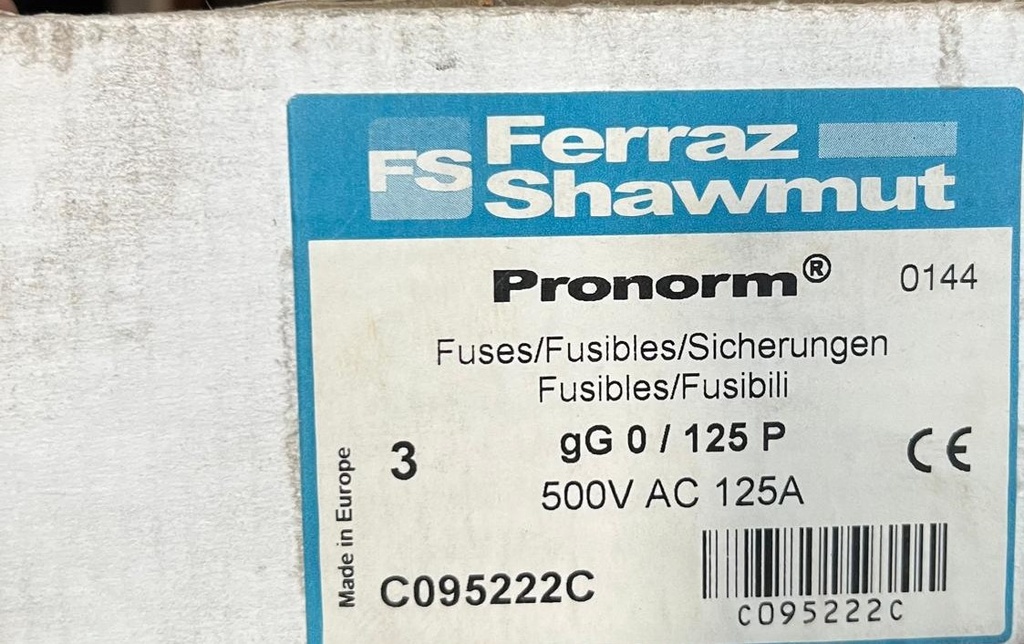 FS Ferraz
Shawmut
Pronorm® 0144
Fuses/Fusibles/Sicherungen
Fusibles/Fusibili
3 gG 0 / 125 P CE
500V AC 125A
Made in Europe
C095222C
C095222C